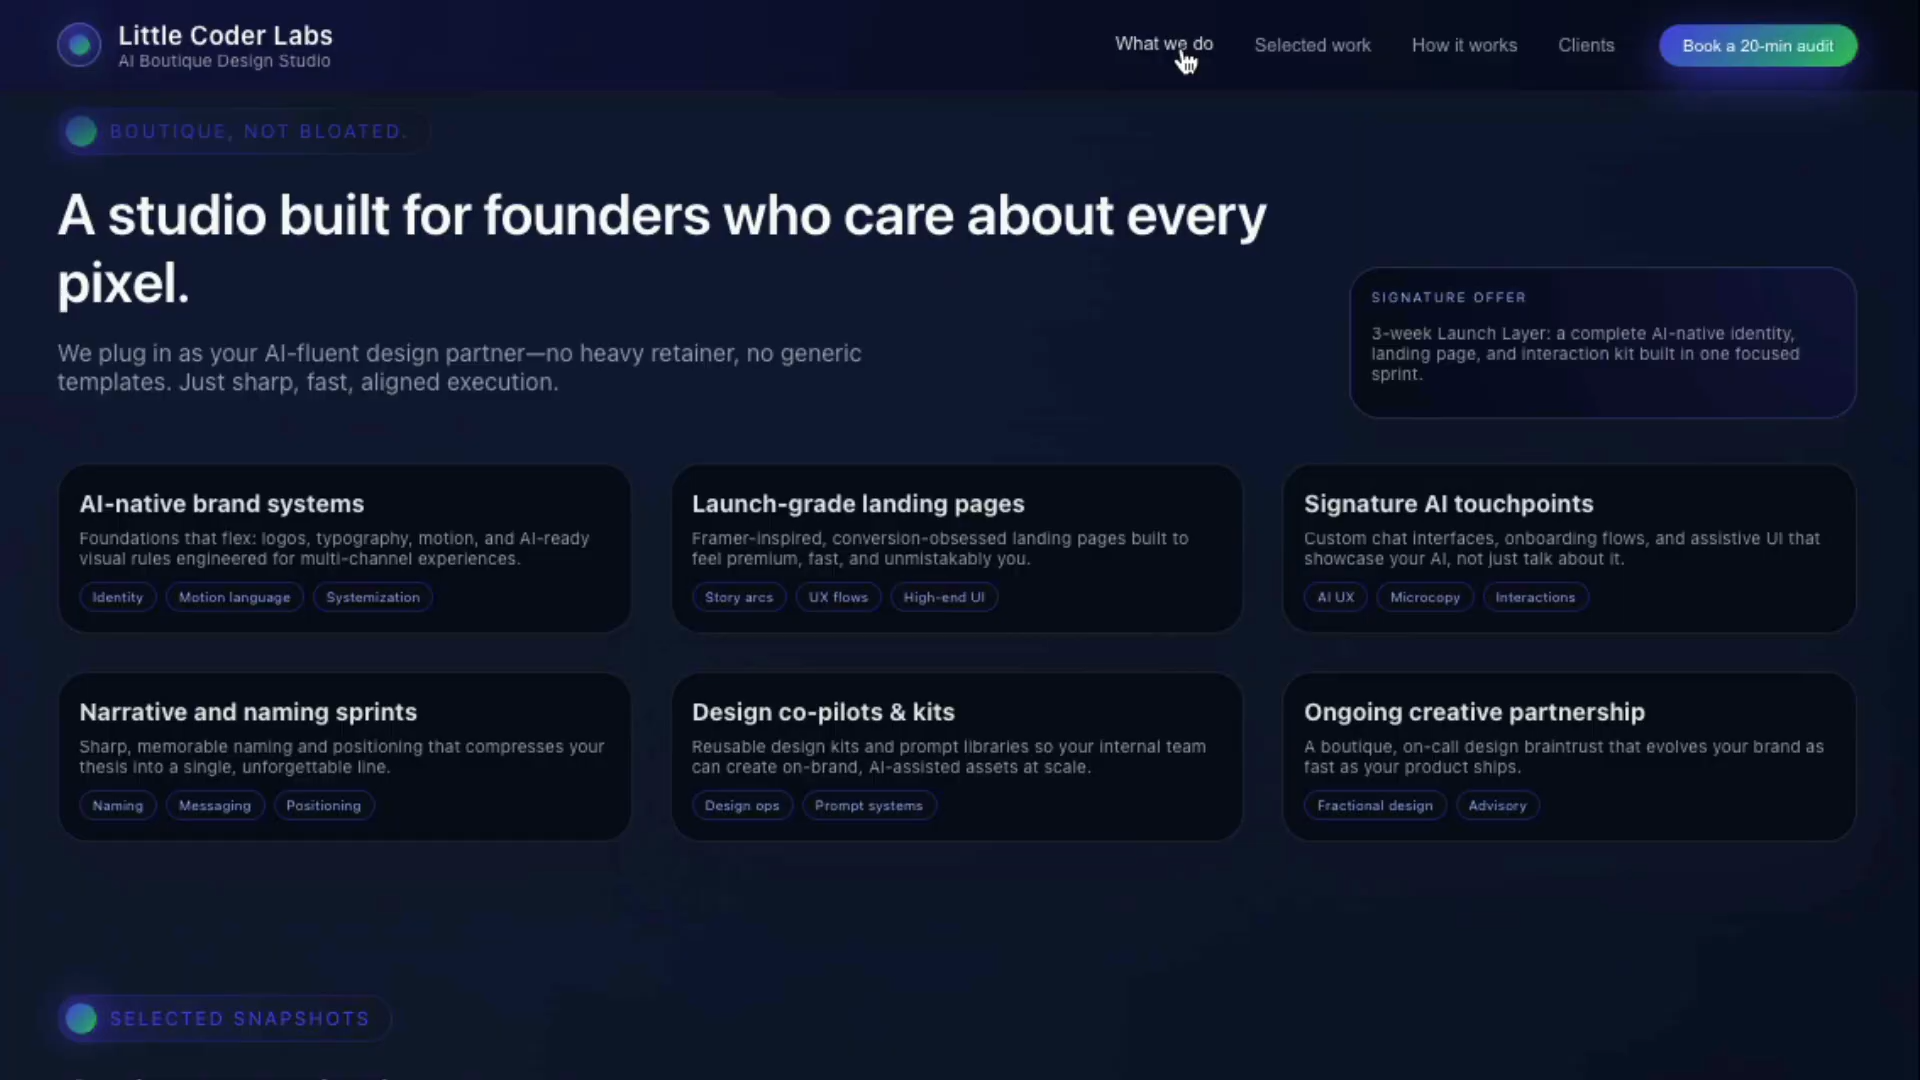 Little Coder Labs
AI Boutique Design Studio
What we do
Selected work
How it works
Clients
Book a 20-min audit
BOUTIQUE, NOT BLOATED.
A studio built for founders who care about every
pixel.
We plug in as your AI-fluent design partner—no heavy retainer, no generic
templates. Just sharp, fast, aligned execution.
SIGNATURE OFFER
3-week Launch Layer: a complete AI-native identity,
landing page, and interaction kit built in one focused
sprint.
AI-native brand systems
Foundations that flex: logos, typography, motion, and AI-ready
visual rules engineered for multi-channel experiences.
Identity
Motion language
Systemization
Launch-grade landing pages
Framer-inspired, conversion-obsessed landing pages built to
feel premium, fast, and unmistakably you.
Story arcs
UX flows
High-end UI
Signature AI touchpoints
Custom chat interfaces, onboarding flows, and assistive UI that
showcase your AI, not just talk about it.
AI UX
Microcopy
Interactions
Narrative and naming sprints
Sharp, memorable naming and positioning that compresses your
thesis into a single, unforgettable line.
Naming
Messaging
Positioning
Design co-pilots & kits
Reusable design kits and prompt libraries so your internal team
can create on-brand, AI-assisted assets at scale.
Design ops
Prompt systems
Ongoing creative partnership
A boutique, on-call design braintrust that evolves your brand as
fast as your product ships.
Fractional design
Advisory
SELECTED SNAPSHOTS